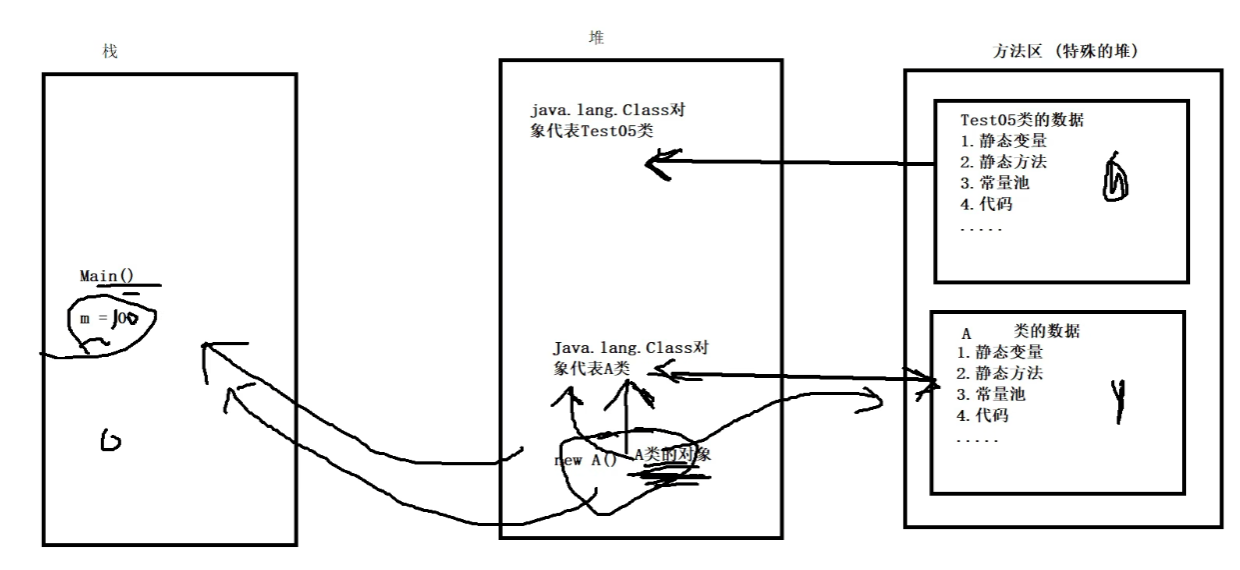 栈
堆
方法区 (特殊的堆)
java.lang.Class对
象代表Test05类
Test05类的数据
1.静态变量
2.静态方法
3.常量池
4.代码
.....
Main()
m = 100
Java.lang.Class对
象代表A类
new A()  A类的对象
A 类的数据
1.静态变量
2.静态方法
3.常量池
4.代码
.....